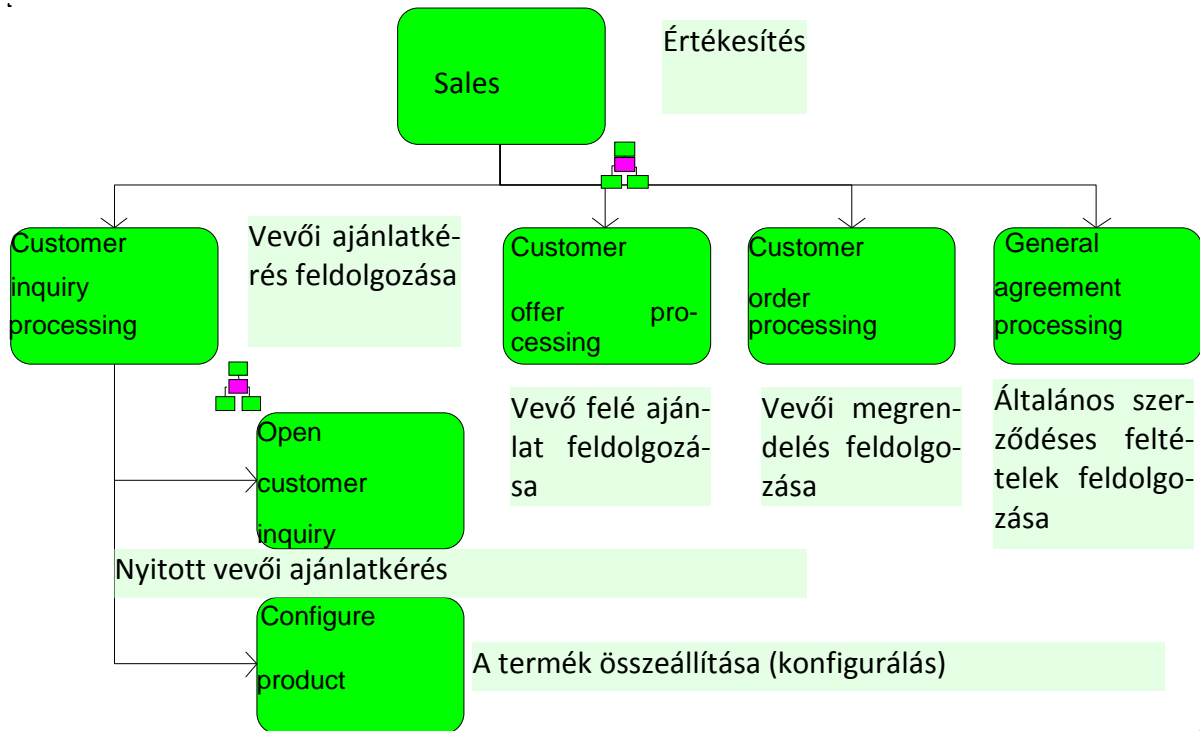 Sales
Értékesítés
Customer
inquiry
processing
Vevői ajánlatké-
rés feldolgozása
Customer
offer pro-
cessing
Customer
order
processing
General
agreement
processing
Vevő felé aján-
lat feldolgozá-
sa
Vevői megren-
delés feldolgo-
zása
Általános szer-
ződéses felté-
telek feldolgo-
zása
Open
customer
inquiry
Nyitott vevői ajánlatkérés
Configure
product
A termék összeállítása (konfigurálás)